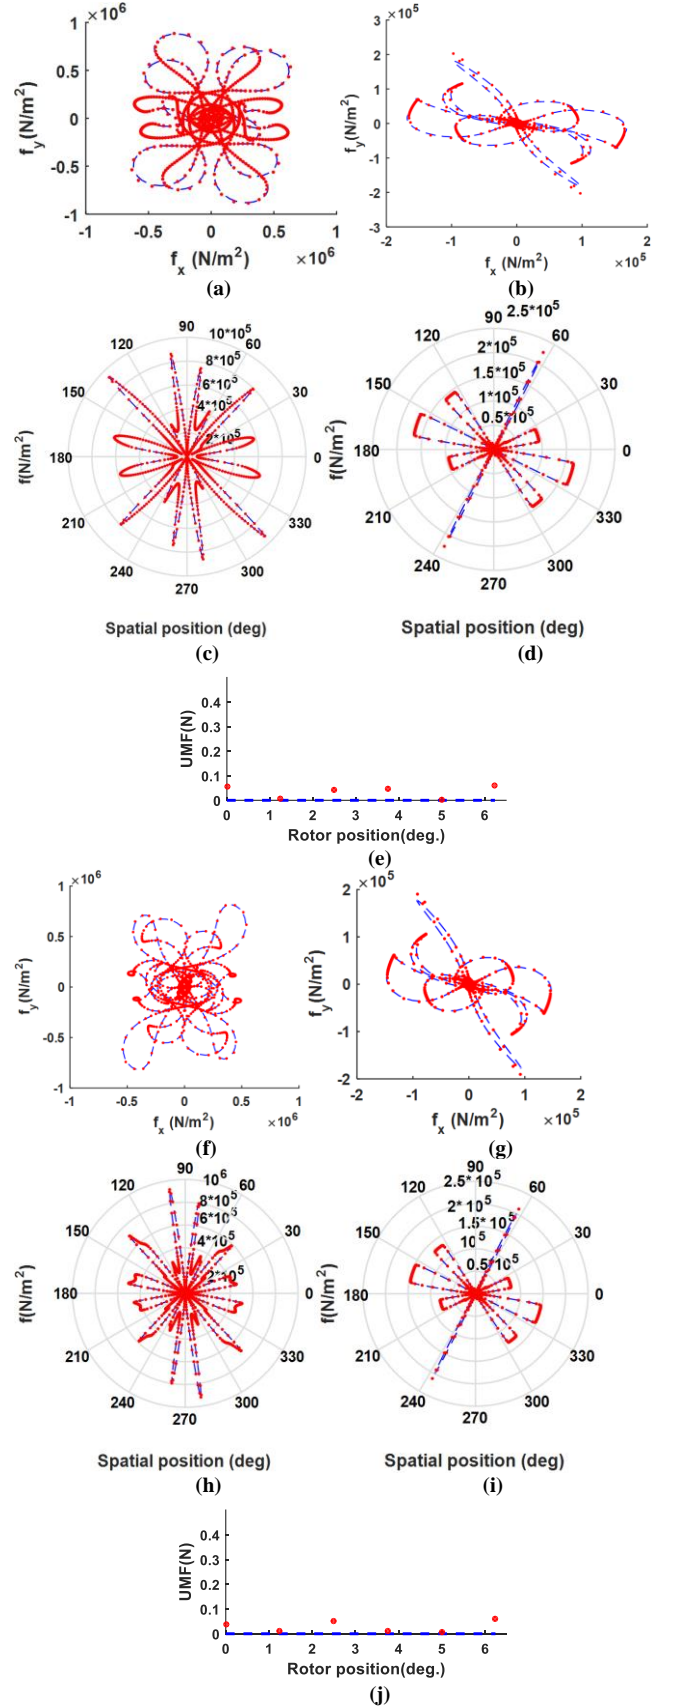 ×10^6
1
0.5
0
-0.5
-1
-1 -0.5 0 0.5 1
f_y(N/m^2)
f_x (N/m^2) ×10^6
(a)
×10^5
3
2
1
0
-1
-2
-3
-2 -1 0 1 2
f_y(N/m^2)
f_x (N/m^2) ×10^5
(b)
90 10*10^5
120 60
8*10^5
150 6*10^5 30
4*10^5
2*10^5
180 0
f(N/m^2)
210 330
240 300
270
Spatial position (deg)
(c)
90 2.5*10^5
120 60
2*10^5
150 1.5*10^5 30
1*10^5
0.5*10^5
180 0
f(N/m^2)
210 330
240 300
270
Spatial position (deg)
(d)
0.4
0.3
0.2
0.1
0
UMF(N)
0 1 2 3 4 5 6
Rotor position(deg.)
(e)
×10^6
1
0.5
0
-0.5
-1
-1 -0.5 0 0.5 1
f_y(N/m^2)
f_x (N/m^2) ×10^6
(f)
×10^5
2
1
0
-1
-2
-2 -1 0 1 2
f_y(N/m^2)
f_x (N/m^2) ×10^5
(g)
90 10^6
120 60
8*10^5
6*10^5
150 30
4*10^5
2*10^5
180 0
f(N/m^2)
210 330
240 300
270
Spatial position (deg)
(h)
90
2.5*10^5
120 60
2*10^5
150 1.5*10^5 30
10^5
0.5*10^5
180 0
f(N/m^2)
210 330
240 300
270
Spatial position (deg)
(i)
0.4
0.3
0.2
0.1
0
UMF(N)
0 1 2 3 4 5 6
Rotor position(deg.)
(j)